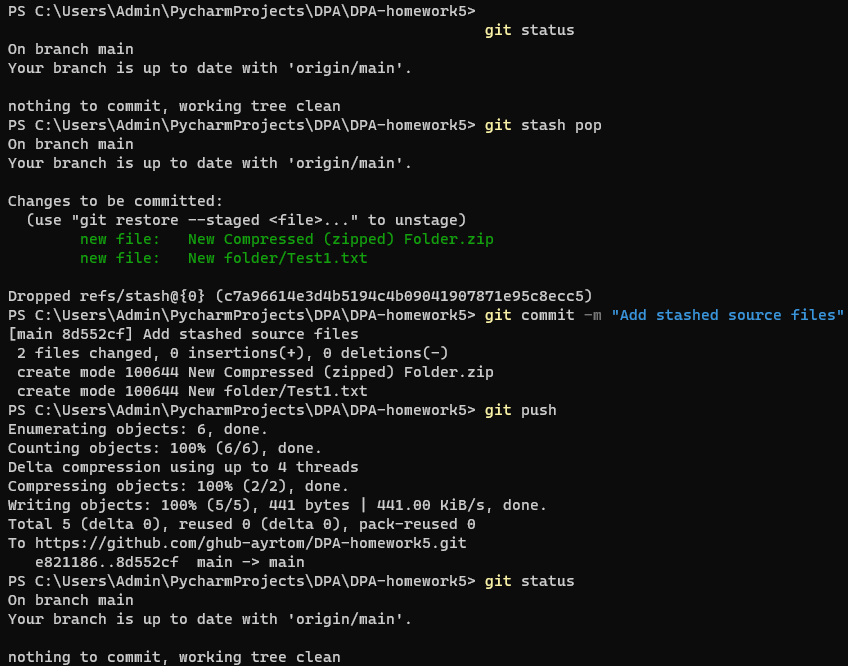 PS C:\Users\Admin\PycharmProjects\DPA\DPA-homework5>
git status
On branch main
Your branch is up to date with 'origin/main'.
nothing to commit, working tree clean
PS C:\Users\Admin\PycharmProjects\DPA\DPA-homework5> git stash pop
On branch main
Your branch is up to date with 'origin/main'.
Changes to be committed:
  (use "git restore --staged <file>..." to unstage)
        new file:   New Compressed (zipped) Folder.zip
        new file:   New folder/Test1.txt
Dropped refs/stash@{0} (c7a96614e3d4b5194c4b09041907871e95c8ecc5)
PS C:\Users\Admin\PycharmProjects\DPA\DPA-homework5> git commit -m "Add stashed source files"
[main 8d552cf] Add stashed source files
 2 files changed, 0 insertions(+), 0 deletions(-)
 create mode 100644 New Compressed (zipped) Folder.zip
 create mode 100644 New folder/Test1.txt
PS C:\Users\Admin\PycharmProjects\DPA\DPA-homework5> git push
Enumerating objects: 6, done.
Counting objects: 100% (6/6), done.
Delta compression using up to 4 threads
Compressing objects: 100% (2/2), done.
Writing objects: 100% (5/5), 441 bytes | 441.00 KiB/s, done.
Total 5 (delta 0), reused 0 (delta 0), pack-reused 0
To https://github.com/ghub-ayrtom/DPA-homework5.git
   e821186..8d552cf  main -> main
PS C:\Users\Admin\PycharmProjects\DPA\DPA-homework5> git status
On branch main
Your branch is up to date with 'origin/main'.
nothing to commit, working tree clean